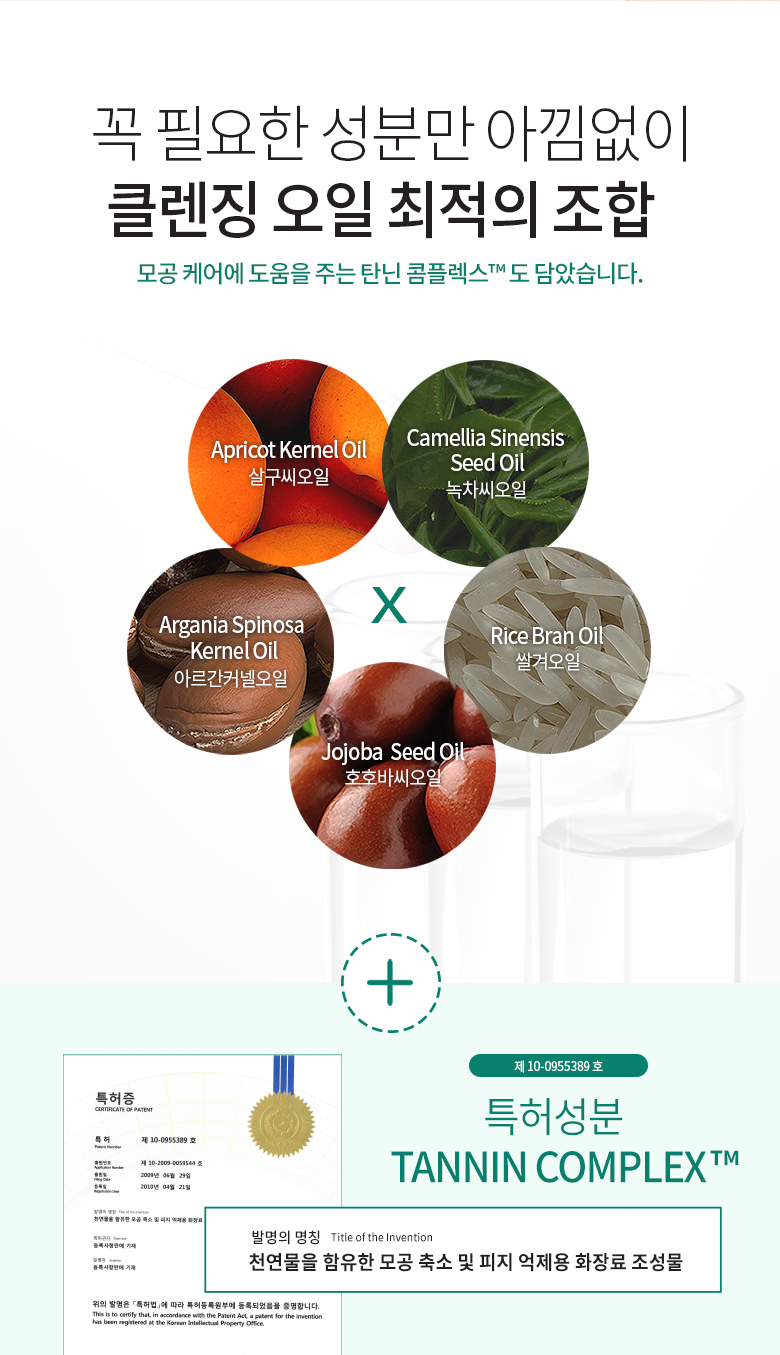 꼭 필요한 성분만 아낌없이
클렌징 오일 최적의 조합
모공 케어에 도움을 주는 탄닌 콤플렉스™ 도 담았습니다.
Apricot Kernel Oil
살구씨오일
Camellia Sinensis
Seed Oil
녹차씨오일
Argania Spinosa
Kernel Oil
아르간커넬오일
X
Rice Bran Oil
쌀겨오일
Jojoba Seed Oil
호호바씨오일
+
특허증
CERTIFICATE OF PATENT
특 허 제 10-0955389 호
Patent Number
출원번호 제 10-2009-0059544 호
Application Number
출원일 2009년 06월 29일
Filing Date
등록일 2010년 04월 21일
Registration Date
발명의 명칭 Title of the Invention
천연물을 함유한 모공 축소 및 피지 억제용 화장료
특허권자 Patentee
등록사항란에 기재
발명자 Inventor
등록사항란에 기재
위의 발명은 「특허법」에 따라 특허등록원부에 등록되었음을 증명합니다.
This is to certify that, in accordance with the Patent Act, a patent for the invention
has been registered at the Korean Intellectual Property Office.
제 10-0955389 호
특허성분
TANNIN COMPLEX™
발명의 명칭 Title of the Invention
천연물을 함유한 모공 축소 및 피지 억제용 화장료 조성물